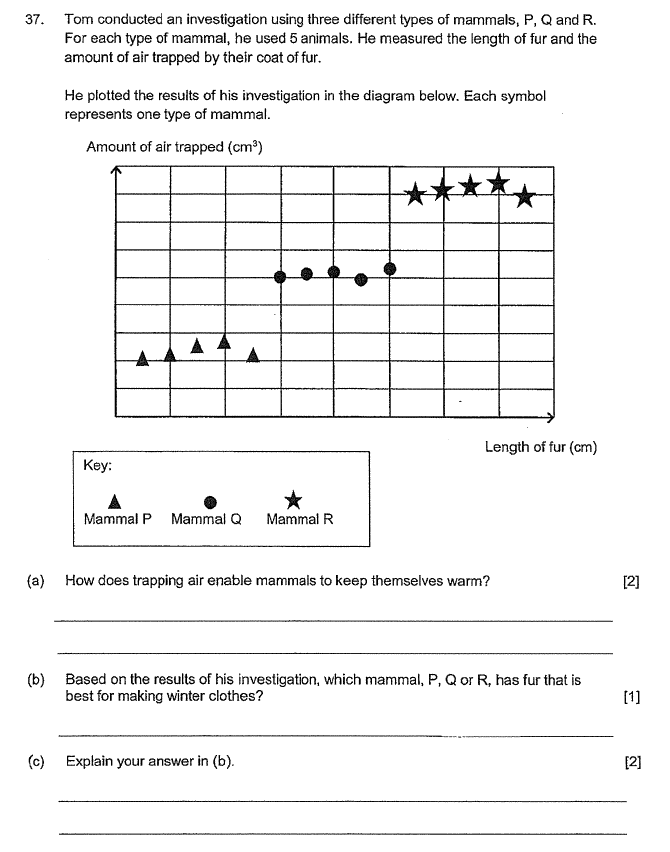 37. Tom conducted an investigation using three different types of mammals, P, Q and R.
For each type of mammal, he used 5 animals. He measured the length of fur and the
amount of air trapped by their coat of fur.
He plotted the results of his investigation in the diagram below. Each symbol
represents one type of mammal.
Amount of air trapped (cm³)
Length of fur (cm)
Key:
Mammal P Mammal Q Mammal R
(a) How does trapping air enable mammals to keep themselves warm? [2]
(b) Based on the results of his investigation, which mammal, P, Q or R, has fur that is
best for making winter clothes? [1]
(c) Explain your answer in (b). [2]